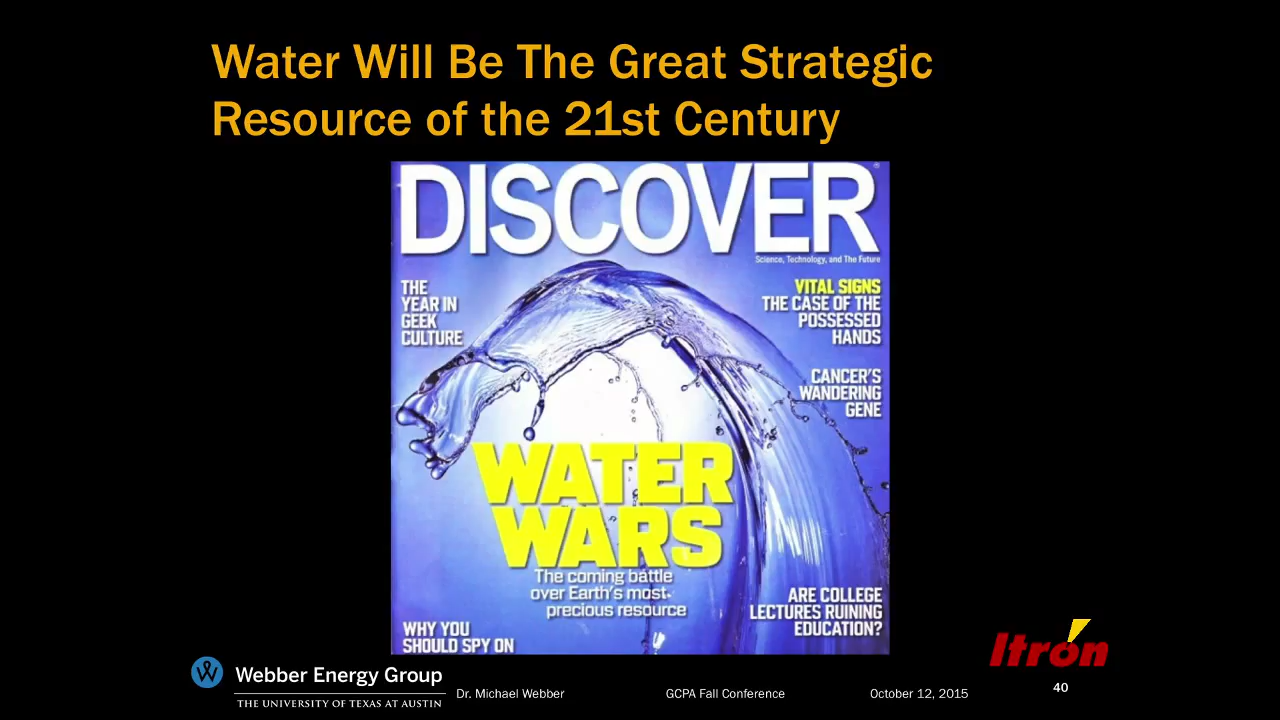 Water Will Be The Great Strategic
Resource of the 21st Century
DISCOVER
Science, Technology, and The Future
THE
YEAR IN
GEEK
CULTURE
VITAL SIGNS
THE CASE OF THE
POSSESSED
HANDS
CANCER'S
WANDERING
GENE
WATER
WARS
The coming battle
over Earth's most
precious resource
ARE COLLEGE
LECTURES RUINING
EDUCATION?
WHY YOU
SHOULD SPY ON
Itron
W
Webber Energy Group
THE UNIVERSITY OF TEXAS AT AUSTIN
Dr. Michael Webber
GCPA Fall Conference
October 12, 2015
40